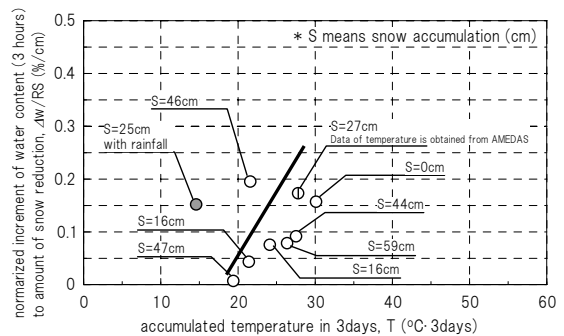 normarized increment of water content (3 hours)
to amount of snow reduction, Δw/RS (%/cm)
0.5
0.4
0.3
0.2
0.1
0
* S means snow accumulation (cm)
S=46cm
S=25cm
with rainfall
S=27cm
Data of temperature is obtained from AMEDAS
S=0cm
S=44cm
S=16cm
S=47cm
S=59cm
S=16cm
0 10 20 30 40 50 60
accumulated temperature in 3days, T (ºC･3days)